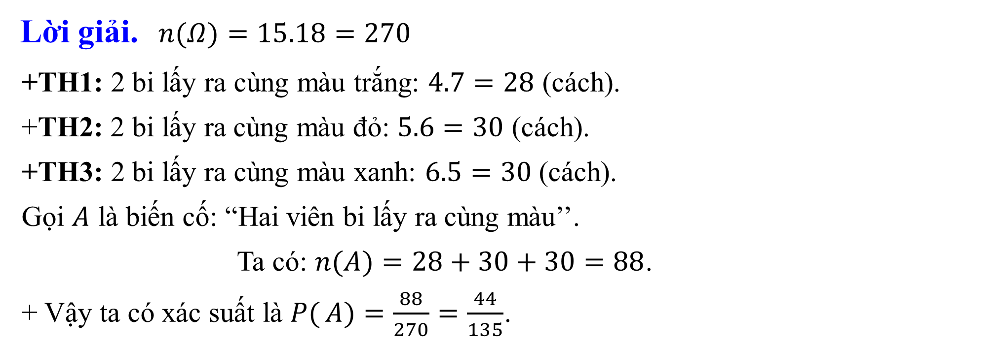 Lời giải. n(Ω) = 15.18 = 270
+TH1: 2 bi lấy ra cùng màu trắng: 4.7 = 28 (cách).
+TH2: 2 bi lấy ra cùng màu đỏ: 5.6 = 30 (cách).
+TH3: 2 bi lấy ra cùng màu xanh: 6.5 = 30 (cách).
Gọi A là biến cố: “Hai viên bi lấy ra cùng màu’’.
Ta có: n(A) = 28 + 30 + 30 = 88.
+ Vậy ta có xác suất là P( A) = 88/270 = 44/135.